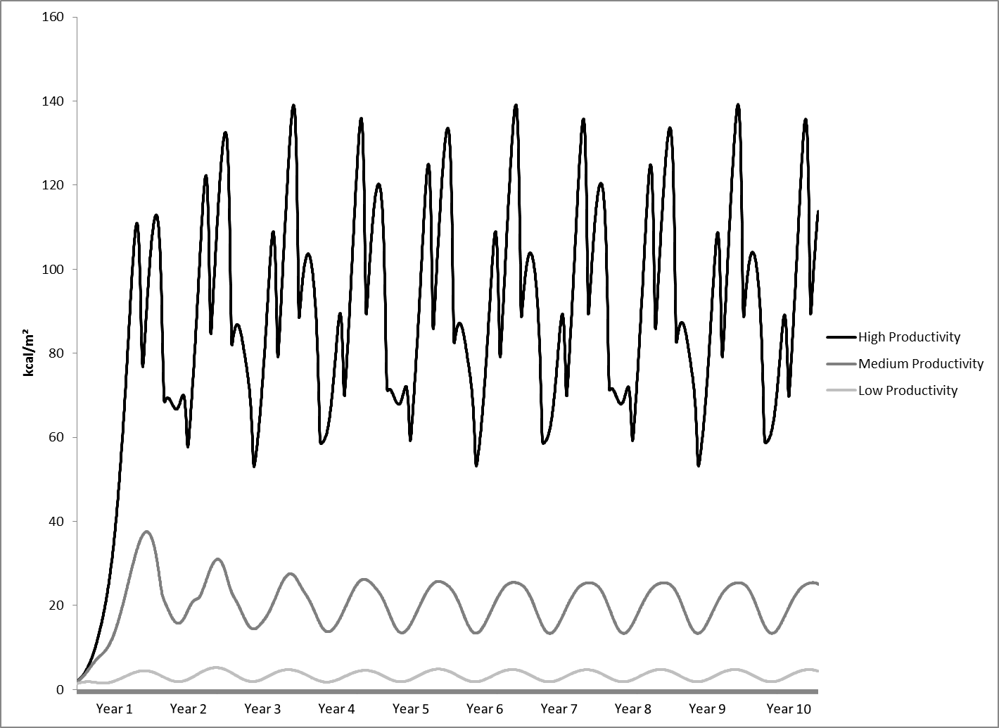 160
140
120
100
80
60
40
20
0
kcal/m²
High Productivity
Medium Productivity
Low Productivity
Year 1 Year 2 Year 3 Year 4 Year 5 Year 6 Year 7 Year 8 Year 9 Year 10